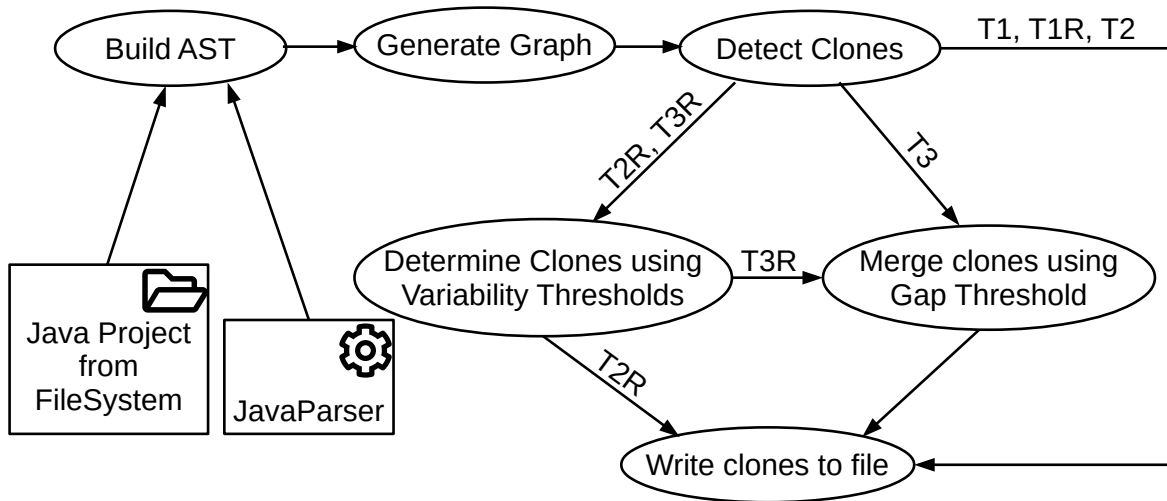 Build AST
Generate Graph
Detect Clones
T1, T1R, T2
T2R, T3R
T3
Determine Clones using
Variability Thresholds
T3R
Merge clones using
Gap Threshold
Java Project
from
FileSystem
JavaParser
T2R
Write clones to file